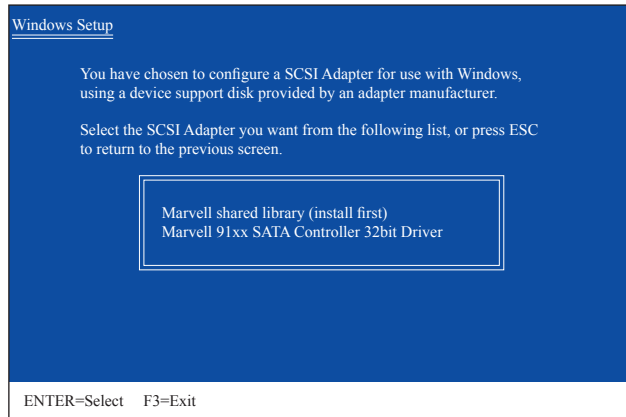 Windows Setup
You have chosen to configure a SCSI Adapter for use with Windows,
using a device support disk provided by an adapter manufacturer.
Select the SCSI Adapter you want from the following list, or press ESC
to return to the previous screen.
Marvell shared library (install first)
Marvell 91xx SATA Controller 32bit Driver
ENTER=Select F3=Exit